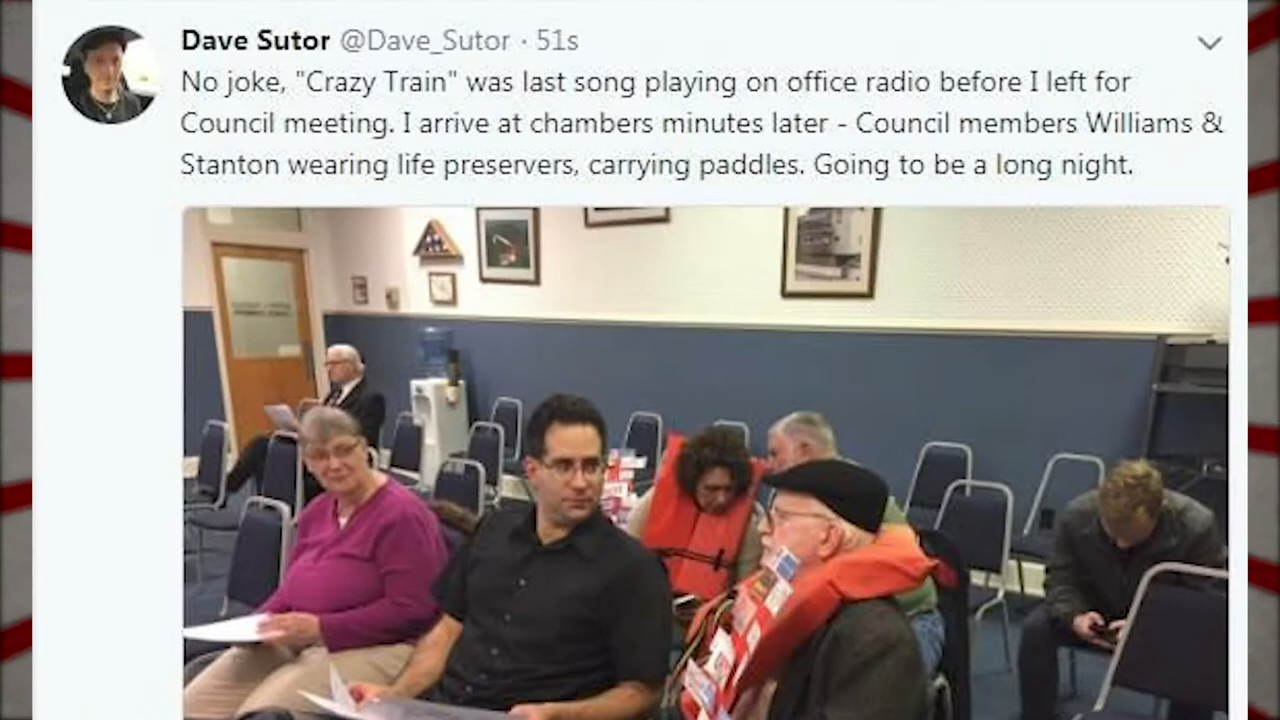 Dave Sutor @Dave_Sutor · 51s
No joke, "Crazy Train" was last song playing on office radio before I left for
Council meeting. I arrive at chambers minutes later - Council members Williams &
Stanton wearing life preservers, carrying paddles. Going to be a long night.